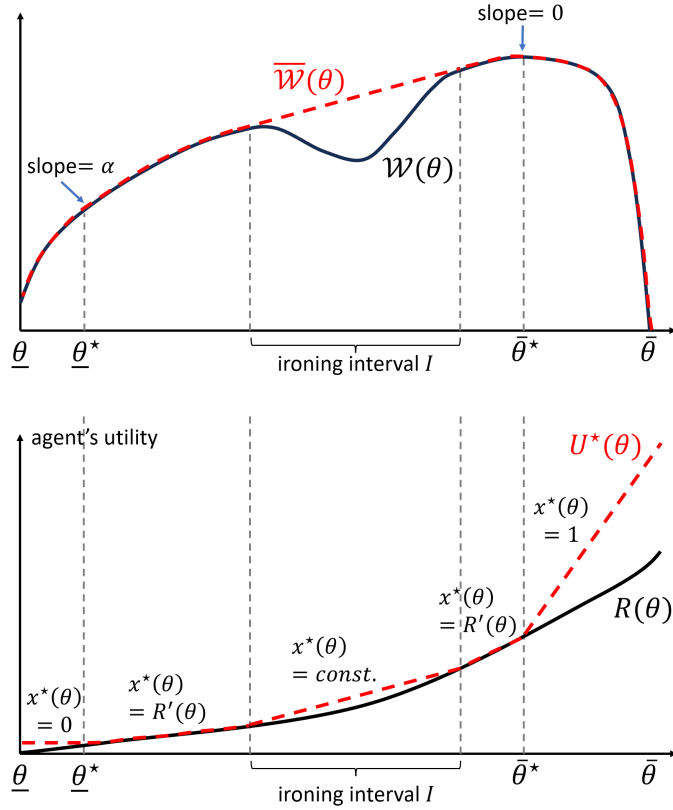 slope= 0
𝒲̅(θ)
slope= α
𝒲(θ)
θ̲
θ̲⋆
ironing interval I
θ̅⋆
θ̅
agent's utility
U⋆(θ)
x⋆(θ)
= 1
x⋆(θ)
= R′(θ)
R(θ)
x⋆(θ)
= const.
x⋆(θ)
= R′(θ)
x⋆(θ)
= 0
θ̲
θ̲⋆
ironing interval I
θ̅⋆
θ̅